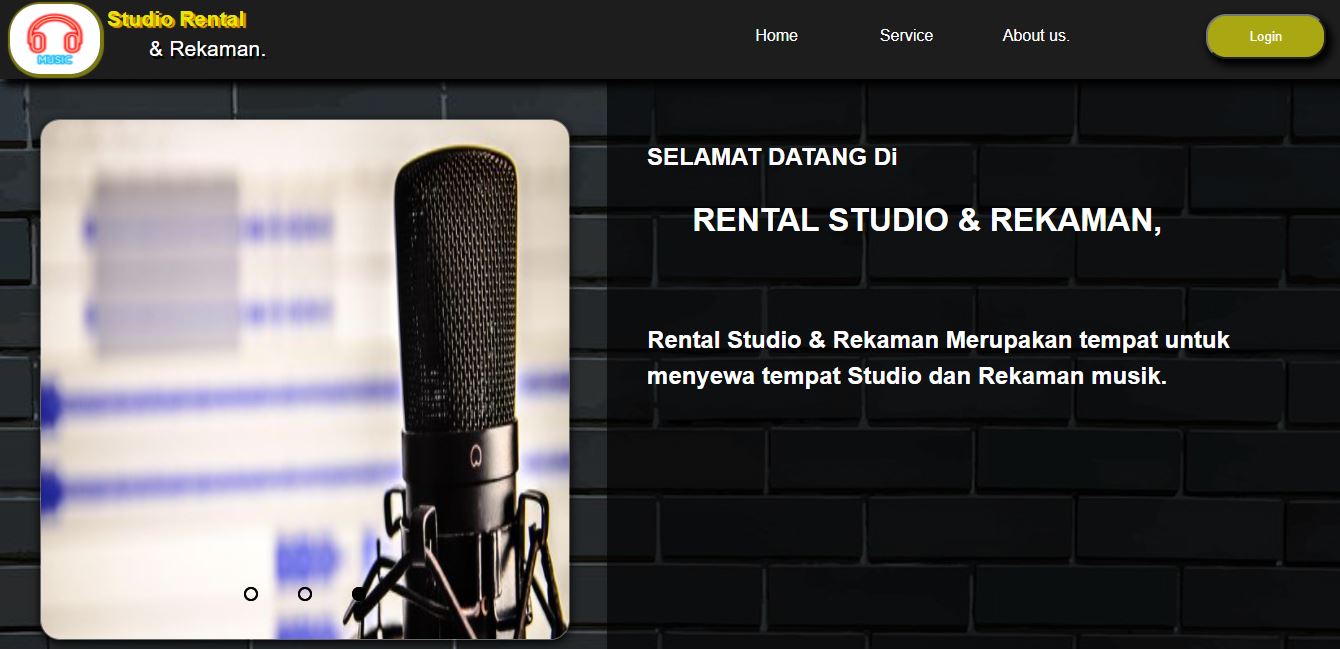 Studio Rental
& Rekaman.
MUSIC
Home
Service
About us.
Login
SELAMAT DATANG Di
RENTAL STUDIO & REKAMAN,
Rental Studio & Rekaman Merupakan tempat untuk
menyewa tempat Studio dan Rekaman musik.